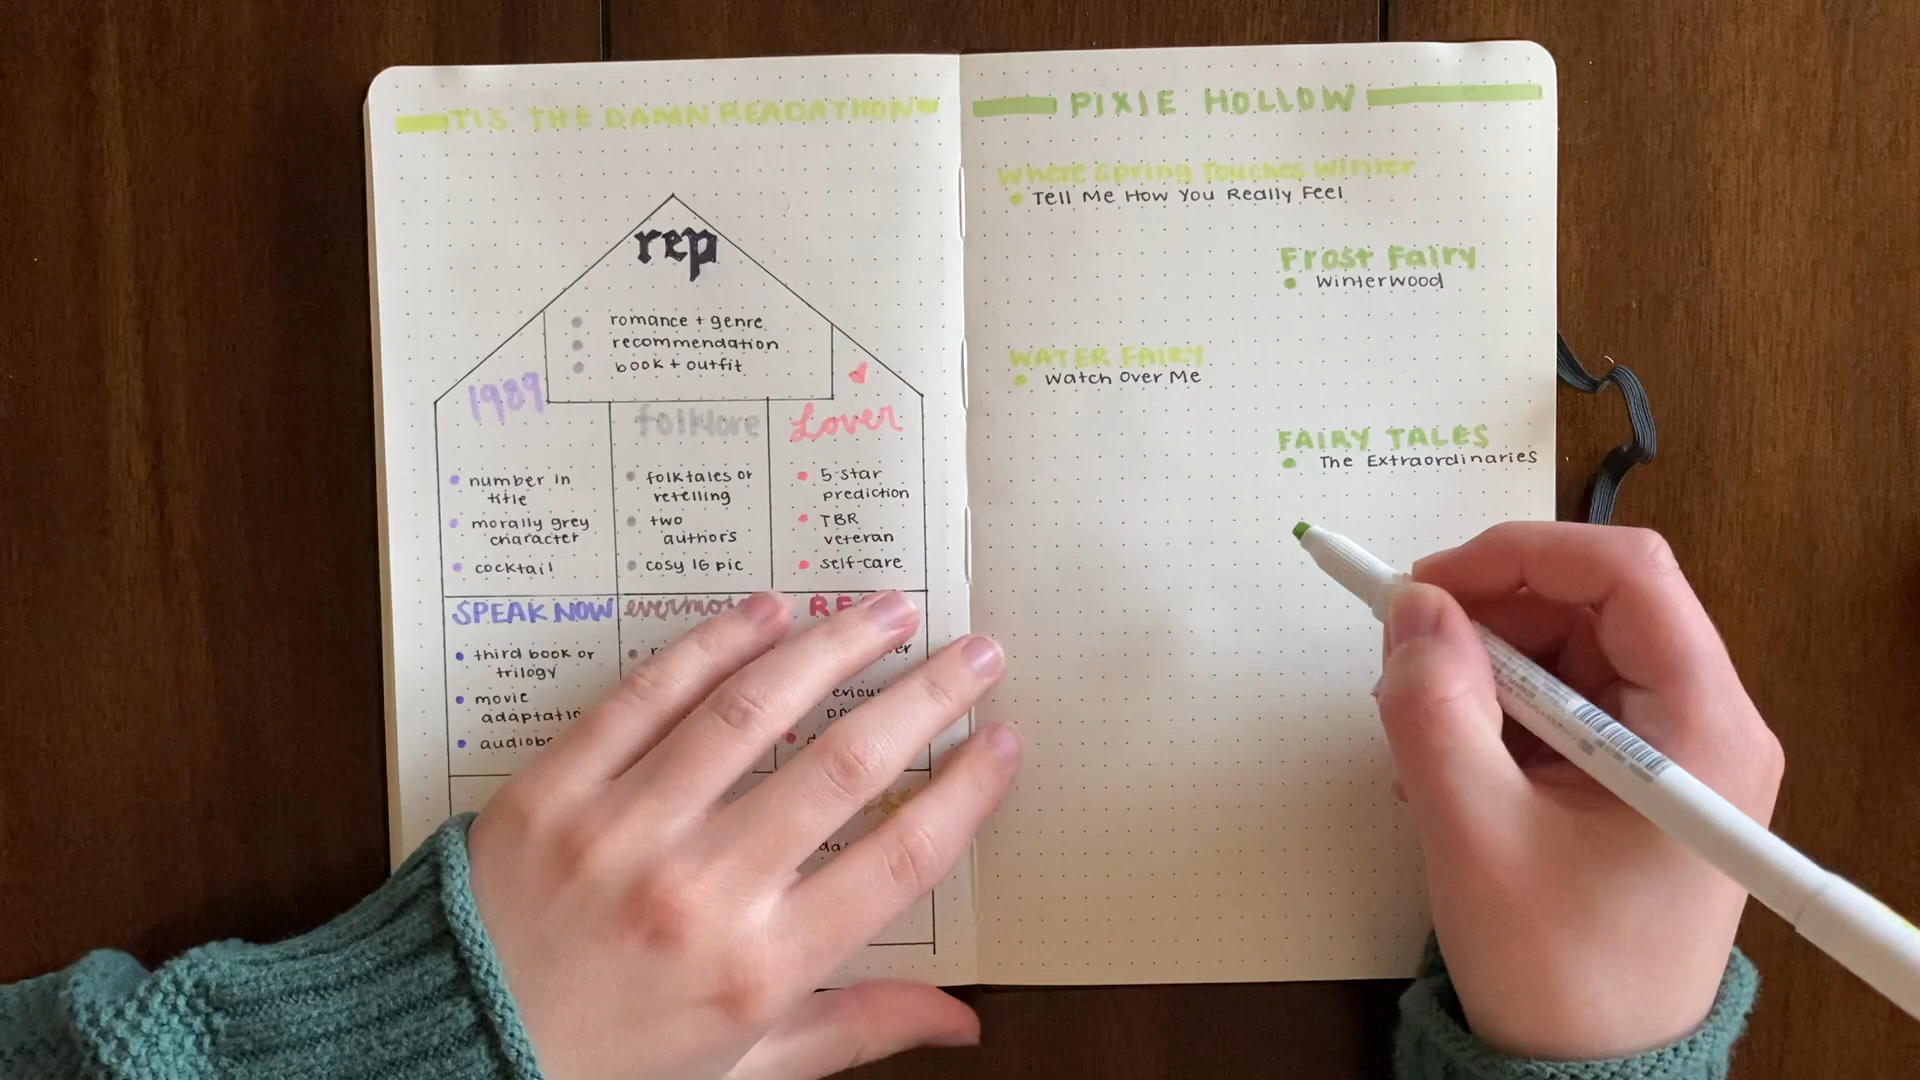 'TIS THE DAMN READATHON
rep
romance + genre
recommendation
book + outfit
1989
number in
title
morally grey
character
cocktail
folklore
folktales or
retelling
two
authors
cosy IG pic
Lover
5-star
prediction
TBR
veteran
self-care
SPEAK NOW
third book or
trilogy
movie
PIXIE HOLLOW
Where Spring Touches Winter
Tell Me How You Really Feel
Frost Fairy
Winterwood
WATER FAIRY
Watch Over Me
FAIRY TALES
The Extraordinaries